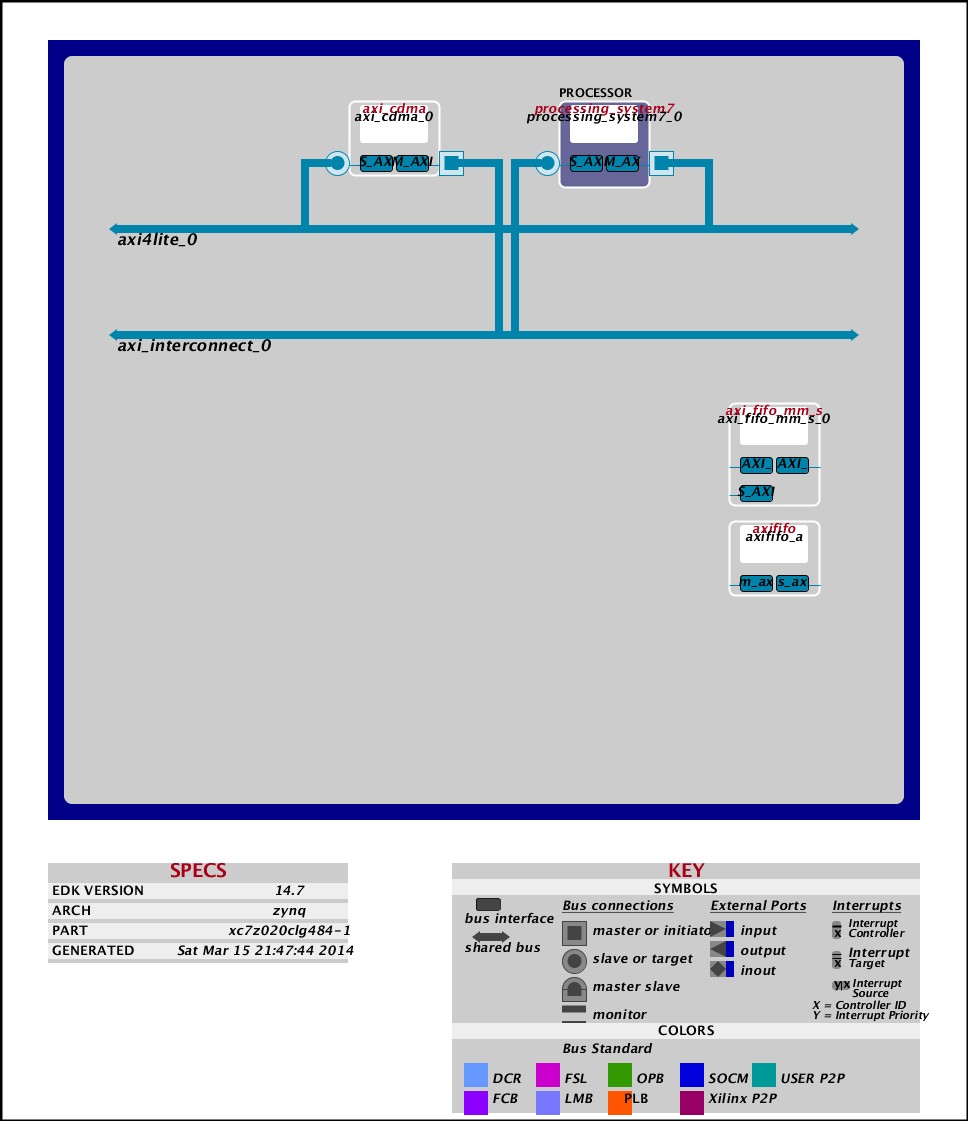 PROCESSOR
axi_cdma
axi_cdma_0
S_AXI
M_AXI
processing_system7
processing_system7_0
S_AXI
M_AX
axi4lite_0
axi_interconnect_0
axi_fifo_mm_s
axi_fifo_mm_s_0
AXI_
AXI_
S_AXI
axififo
axififo_a
m_ax
s_ax
SPECS
EDK VERSION 14.7
ARCH zynq
PART xc7z020clg484-1
GENERATED Sat Mar 15 21:47:44 2014
KEY
SYMBOLS
bus interface
shared bus
Bus connections
master or initiato
slave or target
master slave
monitor
External Ports
input
output
inout
Interrupts
x
Interrupt
Controller
x
Interrupt
Target
y|x
Interrupt
Source
X = Controller ID
Y = Interrupt Priority
COLORS
Bus Standard
DCR FSL OPB SOCM USER P2P
FCB LMB PLB Xilinx P2P